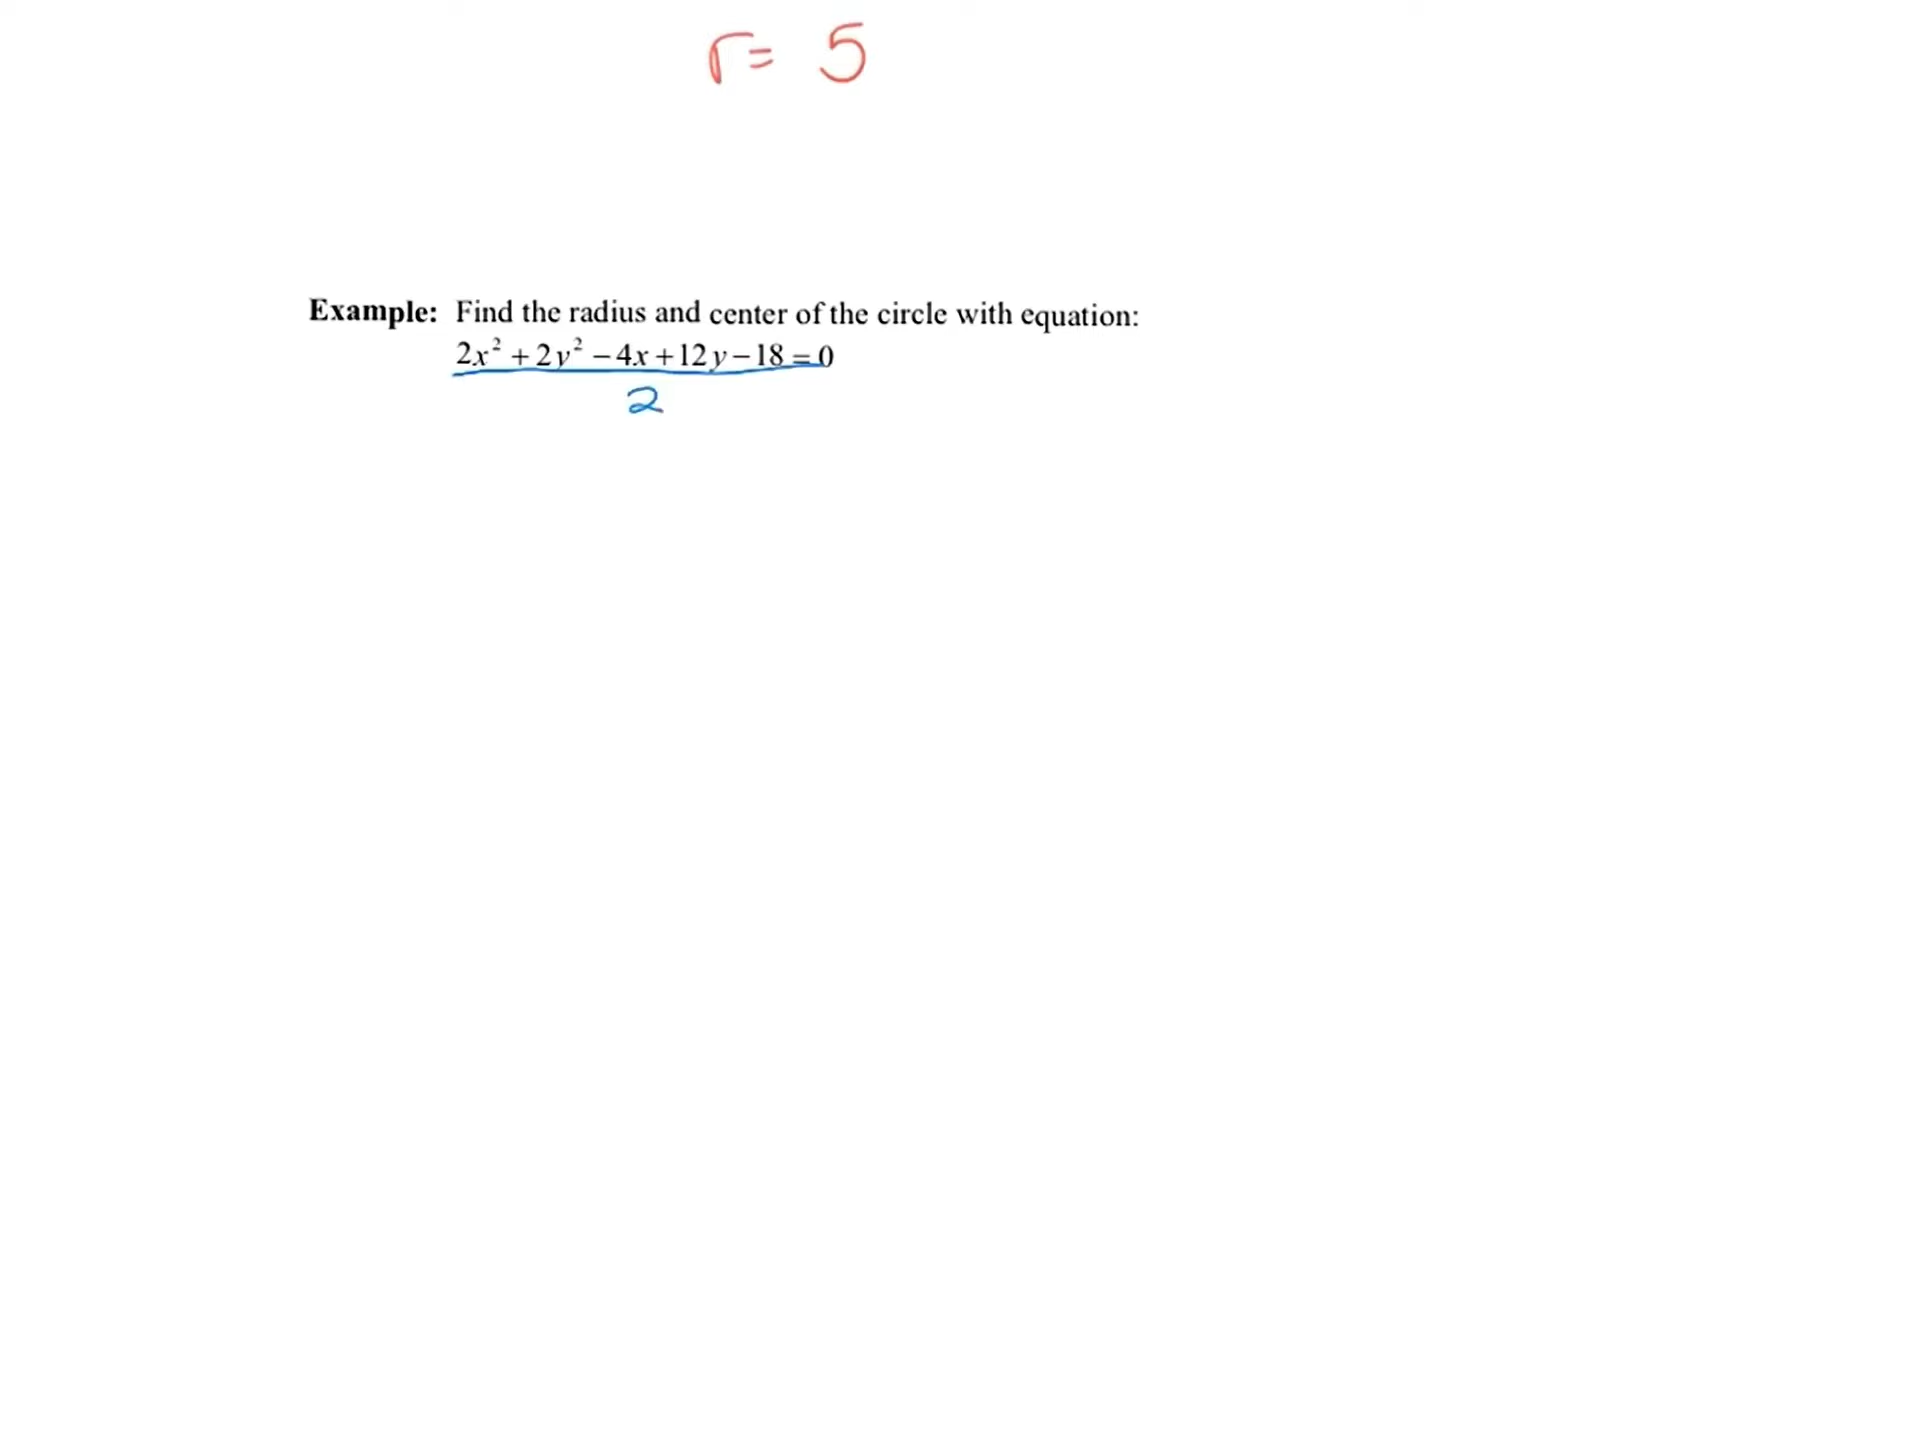 r = 5
Example: Find the radius and center of the circle with equation:
2x² + 2y² − 4x + 12y − 18 = 0
2